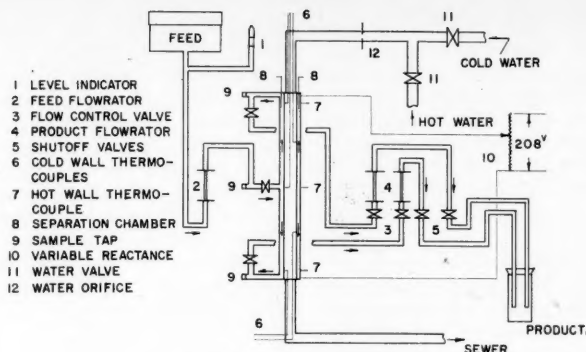 FEED
1 LEVEL INDICATOR
2 FEED FLOWRATOR
3 FLOW CONTROL VALVE
4 PRODUCT FLOWRATOR
5 SHUTOFF VALVES
6 COLD WALL THERMO-
COUPLES
7 HOT WALL THERMO-
COUPLE
8 SEPARATION CHAMBER
9 SAMPLE TAP
10 VARIABLE REACTANCE
11 WATER VALVE
12 WATER ORIFICE
6
11
1
12
COLD WATER
8
8
11
9
7
HOT WATER
208V
10
2
9
7
4
3
5
9
7
6
PRODUCT
SEWER